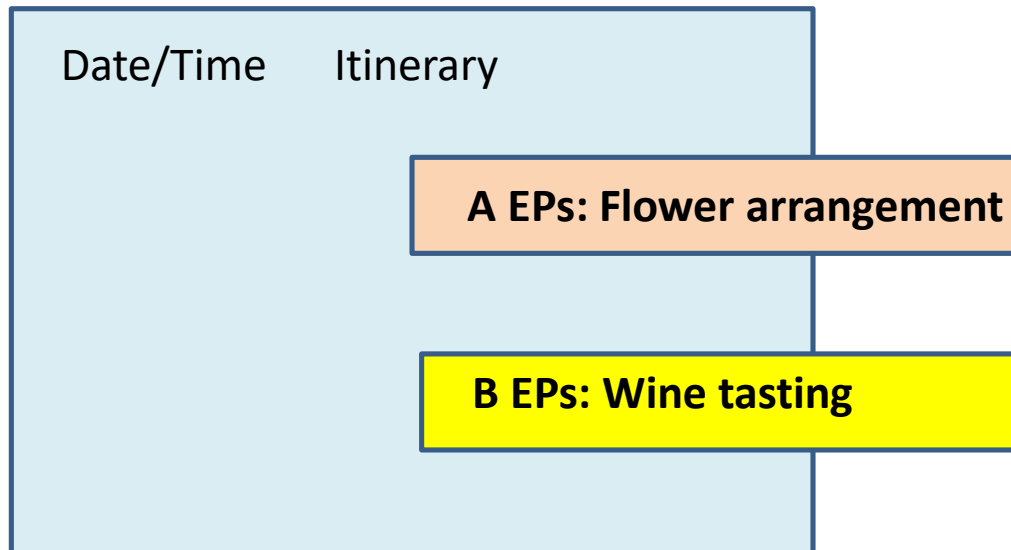 Date/Time Itinerary
A EPs: Flower arrangement
B EPs: Wine tasting